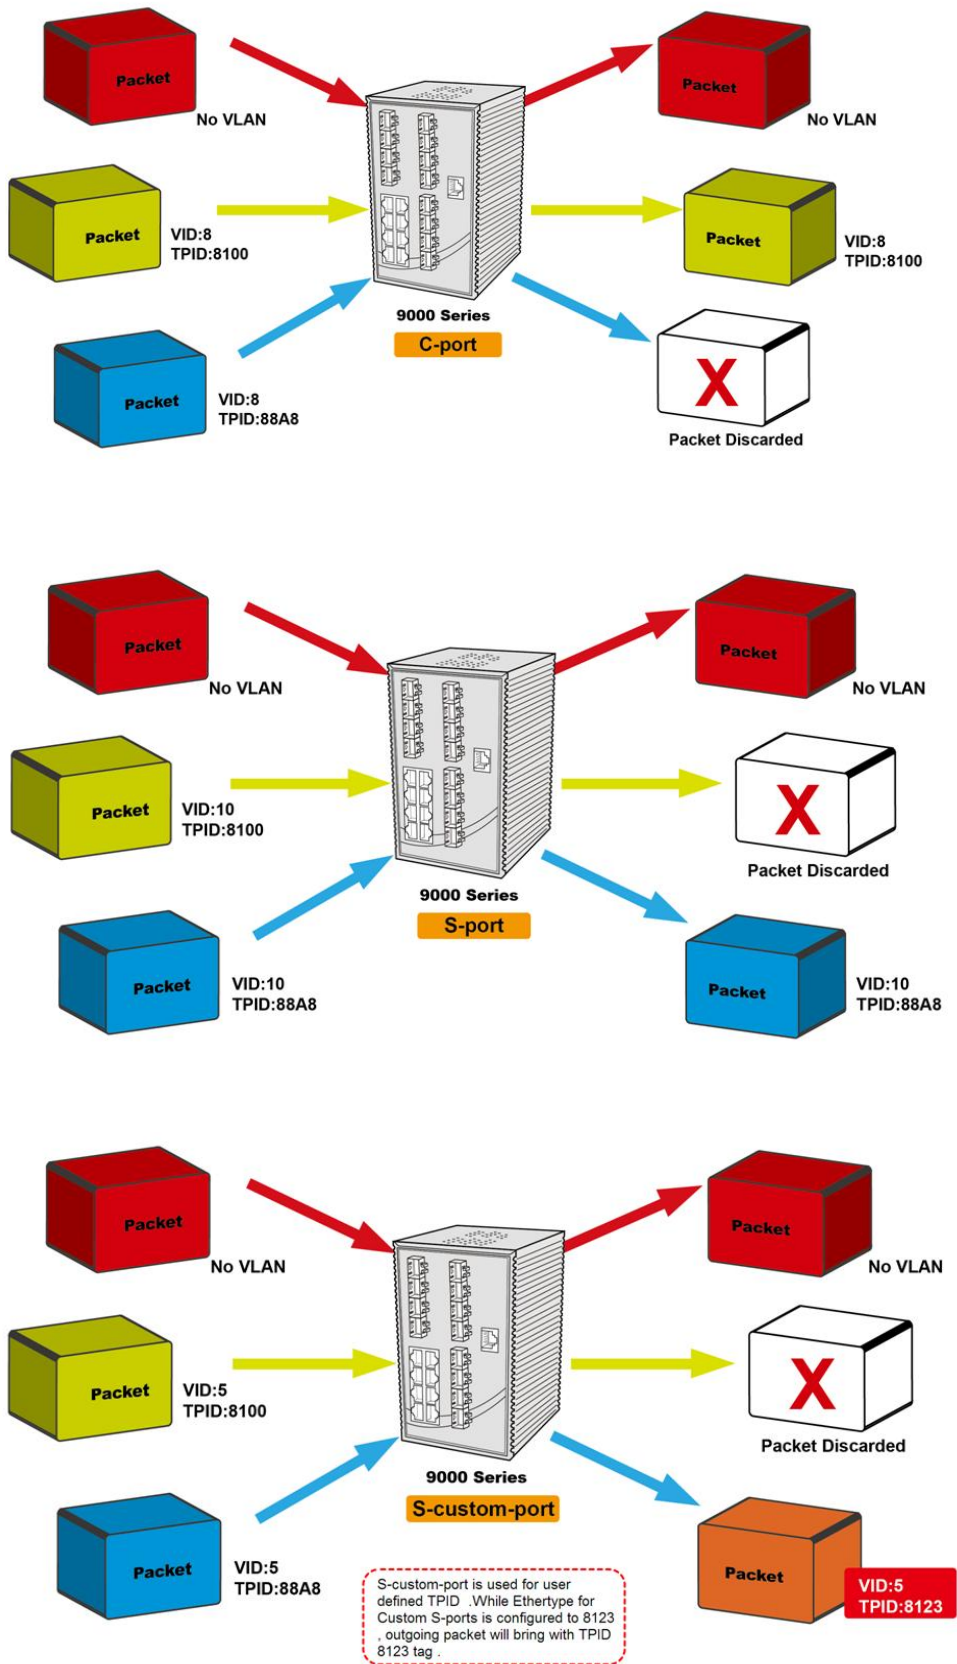 Packet
No VLAN
Packet
No VLAN
Packet
VID:8
TPID:8100
Packet
VID:8
TPID:8100
9000 Series
C-port
Packet
VID:8
TPID:88A8
X
Packet Discarded
Packet
No VLAN
Packet
No VLAN
Packet
VID:10
TPID:8100
X
Packet Discarded
9000 Series
S-port
Packet
VID:10
TPID:88A8
Packet
VID:10
TPID:88A8
Packet
No VLAN
Packet
No VLAN
Packet
VID:5
TPID:8100
X
Packet Discarded
9000 Series
S-custom-port
Packet
VID:5
TPID:88A8
Packet
VID:5
TPID:8123
S-custom-port is used for user
defined TPID .While Ethertype for
Custom S-ports is configured to 8123
, outgoing packet will bring with TPID
8123 tag .